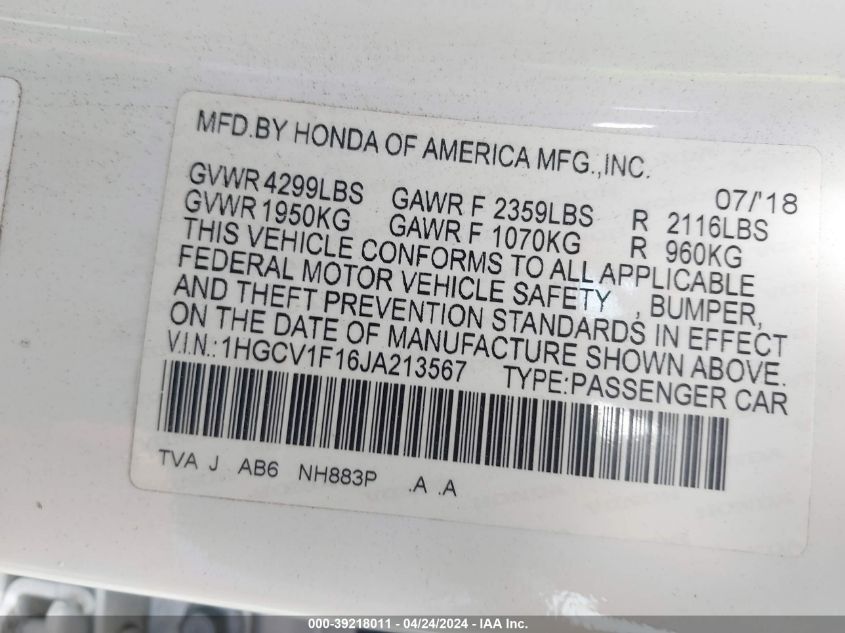 MFD.BY HONDA OF AMERICA MFG.,INC.
07/'18
GVWR 4299LBS GAWR F 2359LBS R 2116LBS
GVWR 1950KG GAWR F 1070KG R 960KG
THIS VEHICLE CONFORMS TO ALL APPLICABLE
FEDERAL MOTOR VEHICLE SAFETY , BUMPER,
AND THEFT PREVENTION STANDARDS IN EFFECT
ON THE DATE OF MANUFACTURE SHOWN ABOVE.
V.I.N.:1HGCV1F16JA213567 TYPE:PASSENGER CAR
TVA J AB6 NH883P .A .A
000-39218011 - 04/24/2024 - IAA Inc.